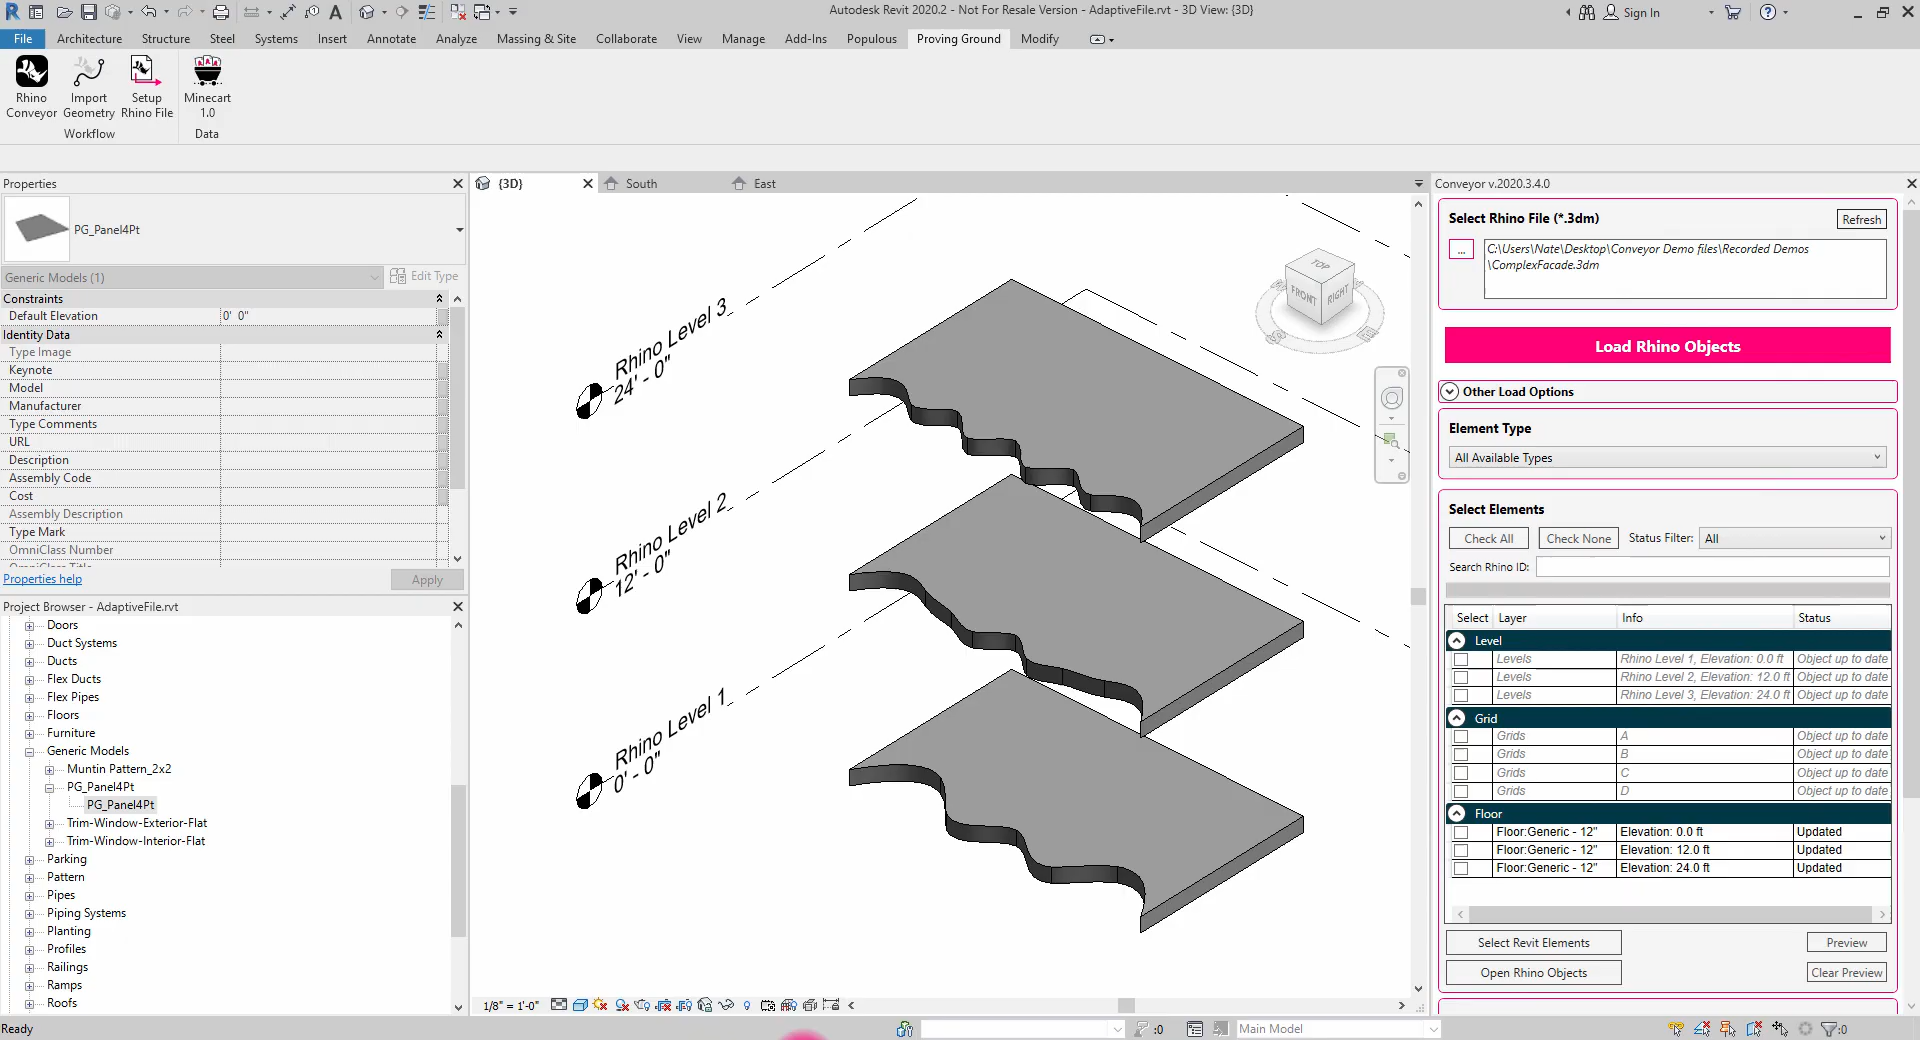 Autodesk Revit 2020.2 - Not For Resale Version - AdaptiveFile.rvt - 3D View: {3D}
Sign In
File Architecture Structure Steel Systems Insert Annotate Analyze Massing & Site Collaborate View Manage Add-Ins Populous Proving Ground Modify
Rhino Conveyor
Import Geometry
Setup Rhino File
Minecart 1.0
Workflow
Data
Properties
PG_Panel4Pt
Generic Models (1)
Edit Type
Constraints
Default Elevation 0' 0"
Identity Data
Type Image
Keynote
Model
Manufacturer
Type Comments
URL
Description
Assembly Code
Cost
Assembly Description
Type Mark
OmniClass Number
OmniClass Title
Properties help
Apply
Project Browser - AdaptiveFile.rvt
Doors
Duct Systems
Ducts
Flex Ducts
Flex Pipes
Floors
Furniture
Generic Models
Muntin Pattern_2x2
PG_Panel4Pt
PG_Panel4Pt
Trim-Window-Exterior-Flat
Trim-Window-Interior-Flat
Parking
Pattern
Pipes
Piping Systems
Planting
Profiles
Railings
Ramps
Roofs
{3D}
South
East
Rhino Level 3
24' - 0"
Rhino Level 2
12' - 0"
Rhino Level 1
0' - 0"
TOP
FRONT
RIGHT
1/8" = 1'-0"
Conveyor v.2020.3.4.0
Select Rhino File (*.3dm)
Refresh
...
C:\Users\Nate\Desktop\Conveyor Demo files\Recorded Demos
\ComplexFacade.3dm
Load Rhino Objects
Other Load Options
Element Type
All Available Types
Select Elements
Check All
Check None
Status Filter: All
Search Rhino ID:
Select Layer Info Status
Level
Levels Rhino Level 1, Elevation: 0.0 ft Object up to date
Levels Rhino Level 2, Elevation: 12.0 ft Object up to date
Levels Rhino Level 3, Elevation: 24.0 ft Object up to date
Grid
Grids A Object up to date
Grids B Object up to date
Grids C Object up to date
Grids D Object up to date
Floor
Floor:Generic - 12" Elevation: 0.0 ft Updated
Floor:Generic - 12" Elevation: 12.0 ft Updated
Floor:Generic - 12" Elevation: 24.0 ft Updated
Select Revit Elements
Preview
Open Rhino Objects
Clear Preview
Ready
:0
Main Model
:0